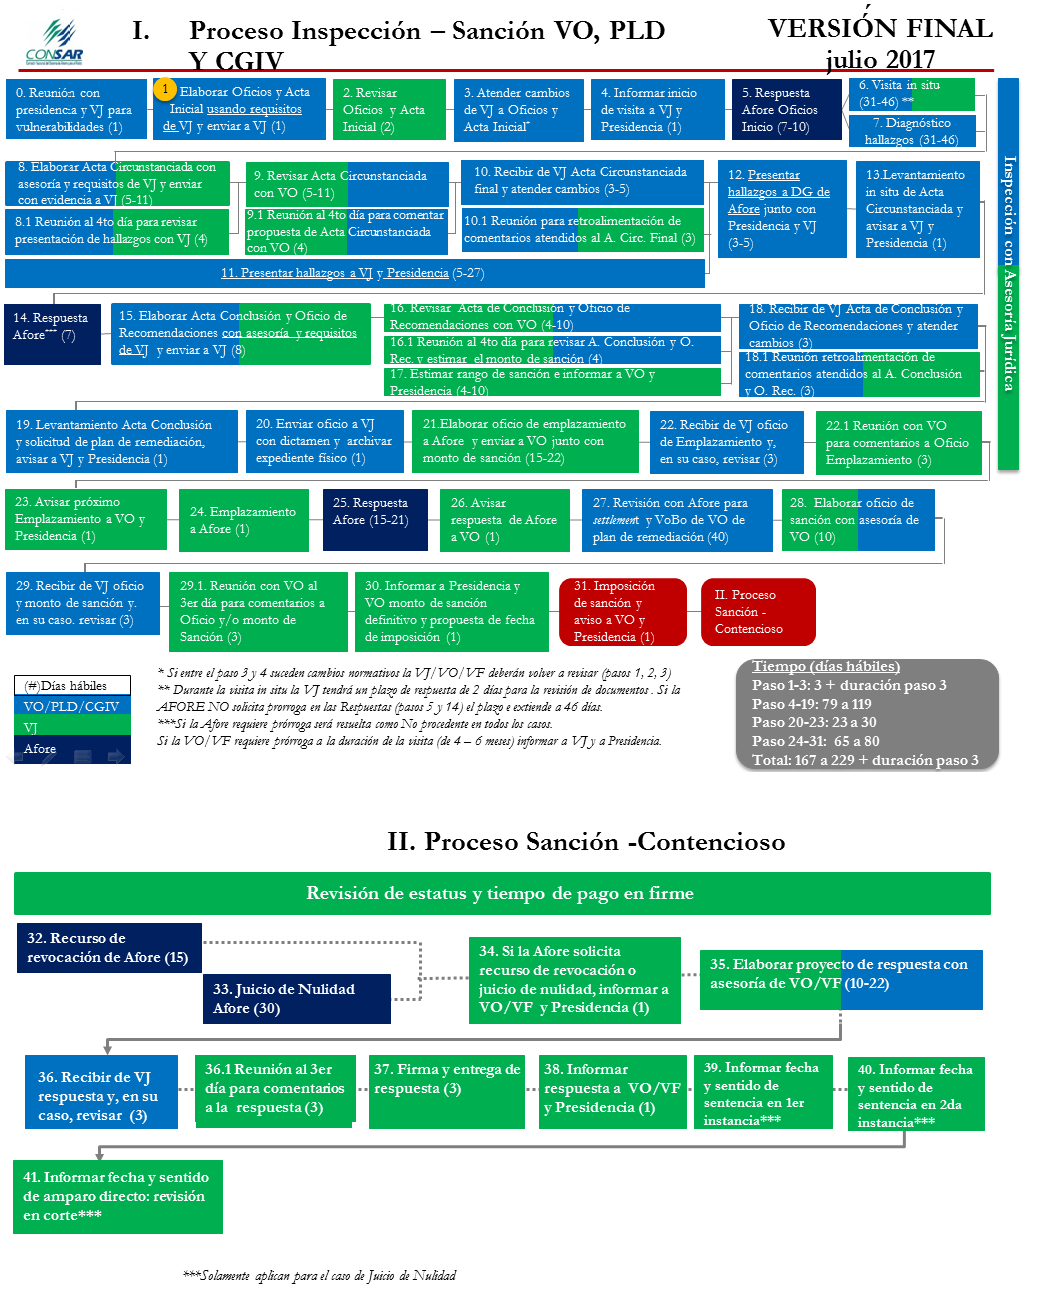 CONSAR
I. Proceso Inspección – Sanción VO, PLD
Y CGIV
VERSIÓN FINAL
julio 2017
0. Reunión con
presidencia y VJ para
vulnerabilidades (1)
1
Elaborar Oficios y Acta
Inicial usando requisitos
de VJ y enviar a VJ (1)
2. Revisar
Oficios y Acta
Inicial (2)
3. Atender cambios
de VJ a Oficios y
Acta Inicial*
4. Informar inicio
de visita a VJ y
Presidencia (1)
5. Respuesta
Afore Oficios
Inicio (7-10)
6. Visita in situ
(31-46) **
7. Diagnóstico
hallazgos (31-46)
Inspección con Asesoría Jurídica
8. Elaborar Acta Circunstanciada con
asesoría y requisitos de VJ y enviar
con evidencia a VJ (5-11)
8.1 Reunión al 4to día para revisar
presentación de hallazgos con VJ (4)
9. Revisar Acta Circunstanciada
con VO (5-11)
9.1 Reunión al 4to día para comentar
propuesta de Acta Circunstanciada
con VO (4)
10. Recibir de VJ Acta Circunstanciada
final y atender cambios (3-5)
10.1 Reunión para retroalimentación de
comentarios atendidos al A. Circ. Final (3)
11. Presentar hallazgos a VJ y Presidencia (5-27)
12. Presentar
hallazgos a DG de
Afore junto con
Presidencia y VJ
(3-5)
13.Levantamiento
in situ de Acta
Circunstanciada y
avisar a VJ y
Presidencia (1)
14. Respuesta
Afore*** (7)
15. Elaborar Acta Conclusión y Oficio de
Recomendaciones con asesoría y requisitos
de VJ y enviar a VJ (8)
16. Revisar Acta de Conclusión y Oficio de
Recomendaciones con VO (4-10)
16.1 Reunión al 4to día para revisar A. Conclusión y O.
Rec. y estimar el monto de sanción (4)
17. Estimar rango de sanción e informar a VO y
Presidencia (4-10)
18. Recibir de VJ Acta de Conclusión y
Oficio de Recomendaciones y atender
cambios (3)
18.1 Reunión retroalimentación de
comentarios atendidos al A. Conclusión
y O. Rec. (3)
19. Levantamiento Acta Conclusión
y solicitud de plan de remediación,
avisar a VJ y Presidencia (1)
20. Enviar oficio a VJ
con dictamen y archivar
expediente físico (1)
21.Elaborar oficio de emplazamiento
a Afore y enviar a VO junto con
monto de sanción (15-22)
22. Recibir de VJ oficio
de Emplazamiento y,
en su caso, revisar (3)
22.1 Reunión con VO
para comentarios a Oficio
Emplazamiento (3)
23. Avisar próximo
Emplazamiento a VO y
Presidencia (1)
24. Emplazamiento
a Afore (1)
25. Respuesta
Afore (15-21)
26. Avisar
respuesta de Afore
a VO (1)
27. Revisión con Afore para
settlement y VoBo de VO de
plan de remediación (40)
28. Elaborar oficio de
sanción con asesoría de
VO (10)
29. Recibir de VJ oficio
y monto de sanción y.
en su caso. revisar (3)
29.1. Reunión con VO al
3er día para comentarios a
Oficio y/o monto de
Sanción (3)
30. Informar a Presidencia y
VO monto de sanción
definitivo y propuesta de fecha
de imposición (1)
31. Imposición
de sanción y
aviso a VO y
Presidencia (1)
II. Proceso
Sanción -
Contencioso
(#)Días hábiles
VO/PLD/CGIV
VJ
Afore
* Si entre el paso 3 y 4 suceden cambios normativos la VJ/VO/VF deberán volver a revisar (pasos 1, 2, 3)
** Durante la visita in situ la VJ tendrá un plazo de respuesta de 2 días para la revisión de documentos . Si la
AFORE NO solicita prorroga en las Respuestas (pasos 5 y 14) el plazo e extiende a 46 días.
***Si la Afore requiere prórroga será resuelta como No procedente en todos los casos.
Si la VO/VF requiere prórroga a la duración de la visita (de 4 – 6 meses) informar a VJ y a Presidencia.
Tiempo (días hábiles)
Paso 1-3: 3 + duración paso 3
Paso 4-19: 79 a 119
Paso 20-23: 23 a 30
Paso 24-31: 65 a 80
Total: 167 a 229 + duración paso 3
II. Proceso Sanción -Contencioso
Revisión de estatus y tiempo de pago en firme
32. Recurso de
revocación de Afore (15)
33. Juicio de Nulidad
Afore (30)
34. Si la Afore solicita
recurso de revocación o
juicio de nulidad, informar a
VO/VF y Presidencia (1)
35. Elaborar proyecto de respuesta con
asesoría de VO/VF (10-22)
36. Recibir de VJ
respuesta y, en su
caso, revisar (3)
36.1 Reunión al 3er
día para comentarios
a la respuesta (3)
37. Firma y entrega de
respuesta (3)
38. Informar
respuesta a VO/VF
y Presidencia (1)
39. Informar fecha
y sentido de
sentencia en 1er
instancia***
40. Informar fecha
y sentido de
sentencia en 2da
instancia***
41. Informar fecha y sentido
de amparo directo: revisión
en corte***
***Solamente aplican para el caso de Juicio de Nulidad